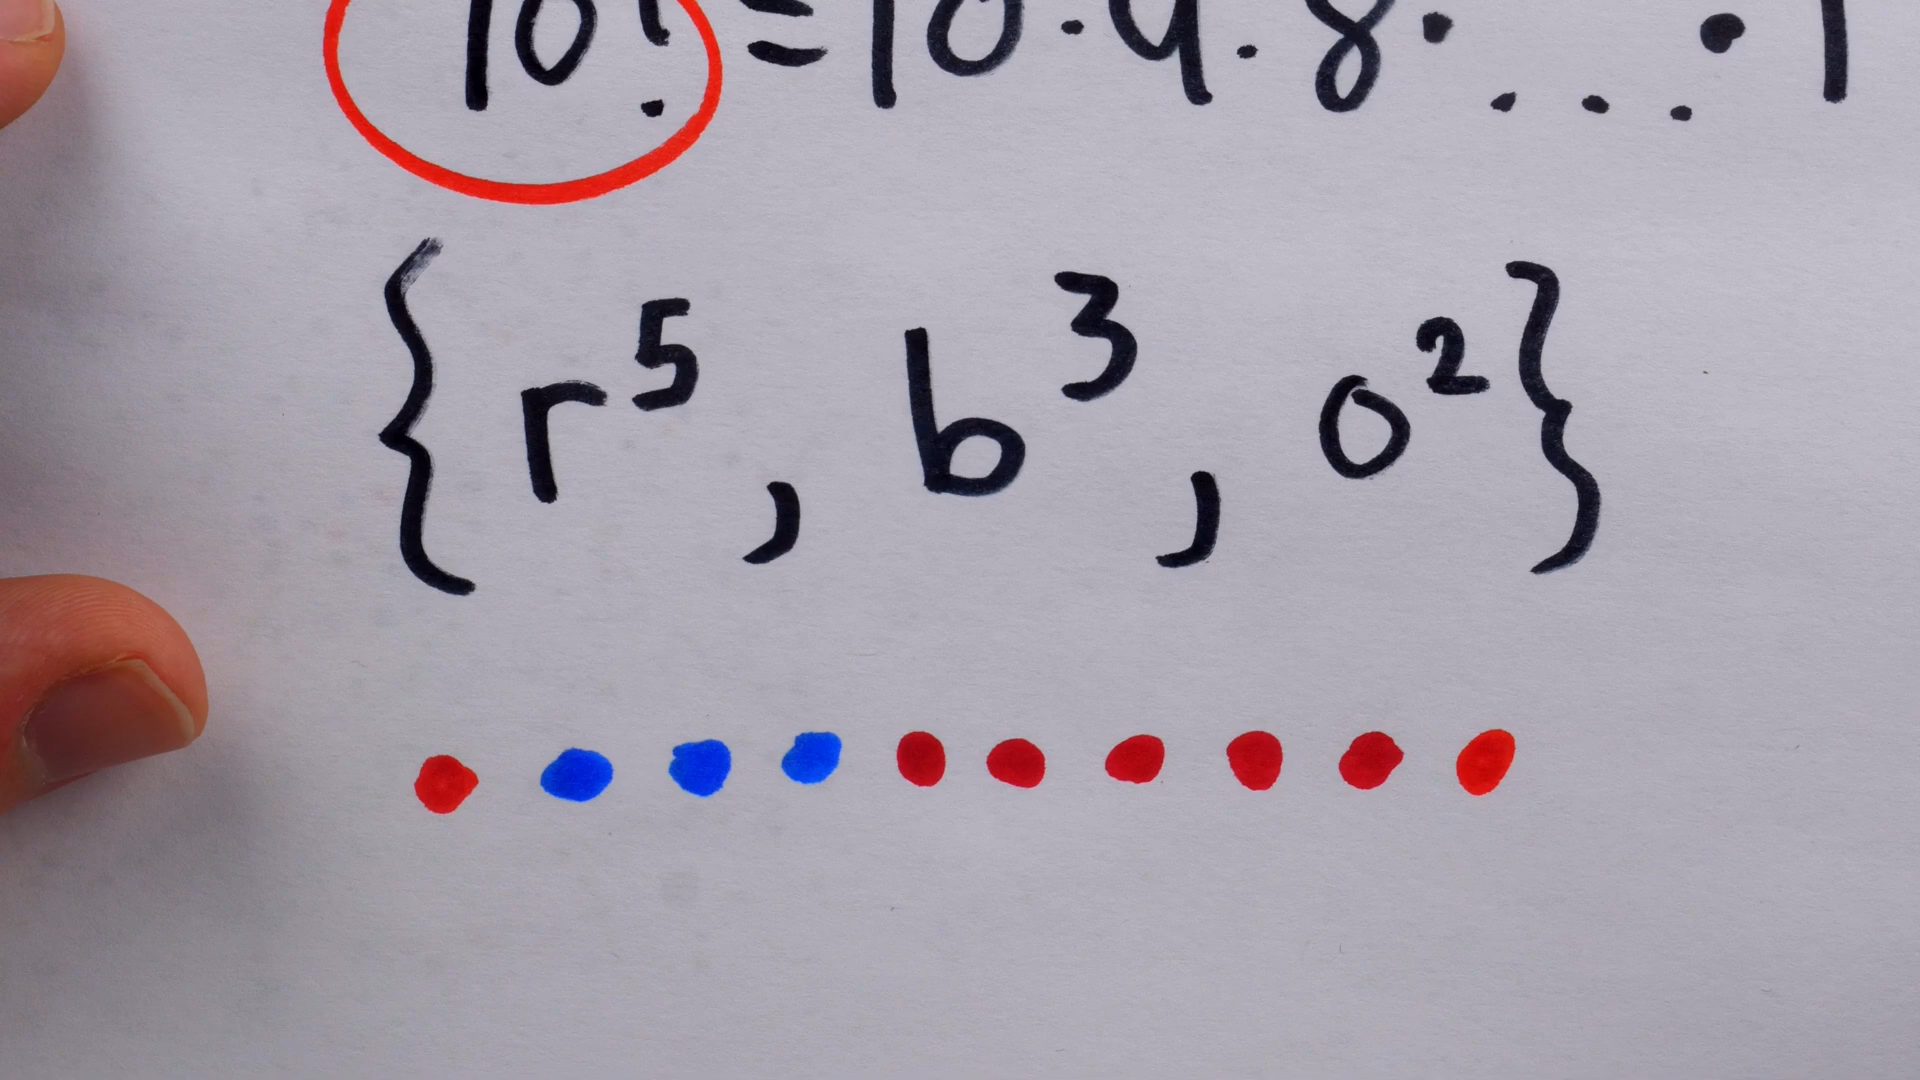 10! = 10 · 9 · 8 · ... · 1
{ r⁵, b³, o² }